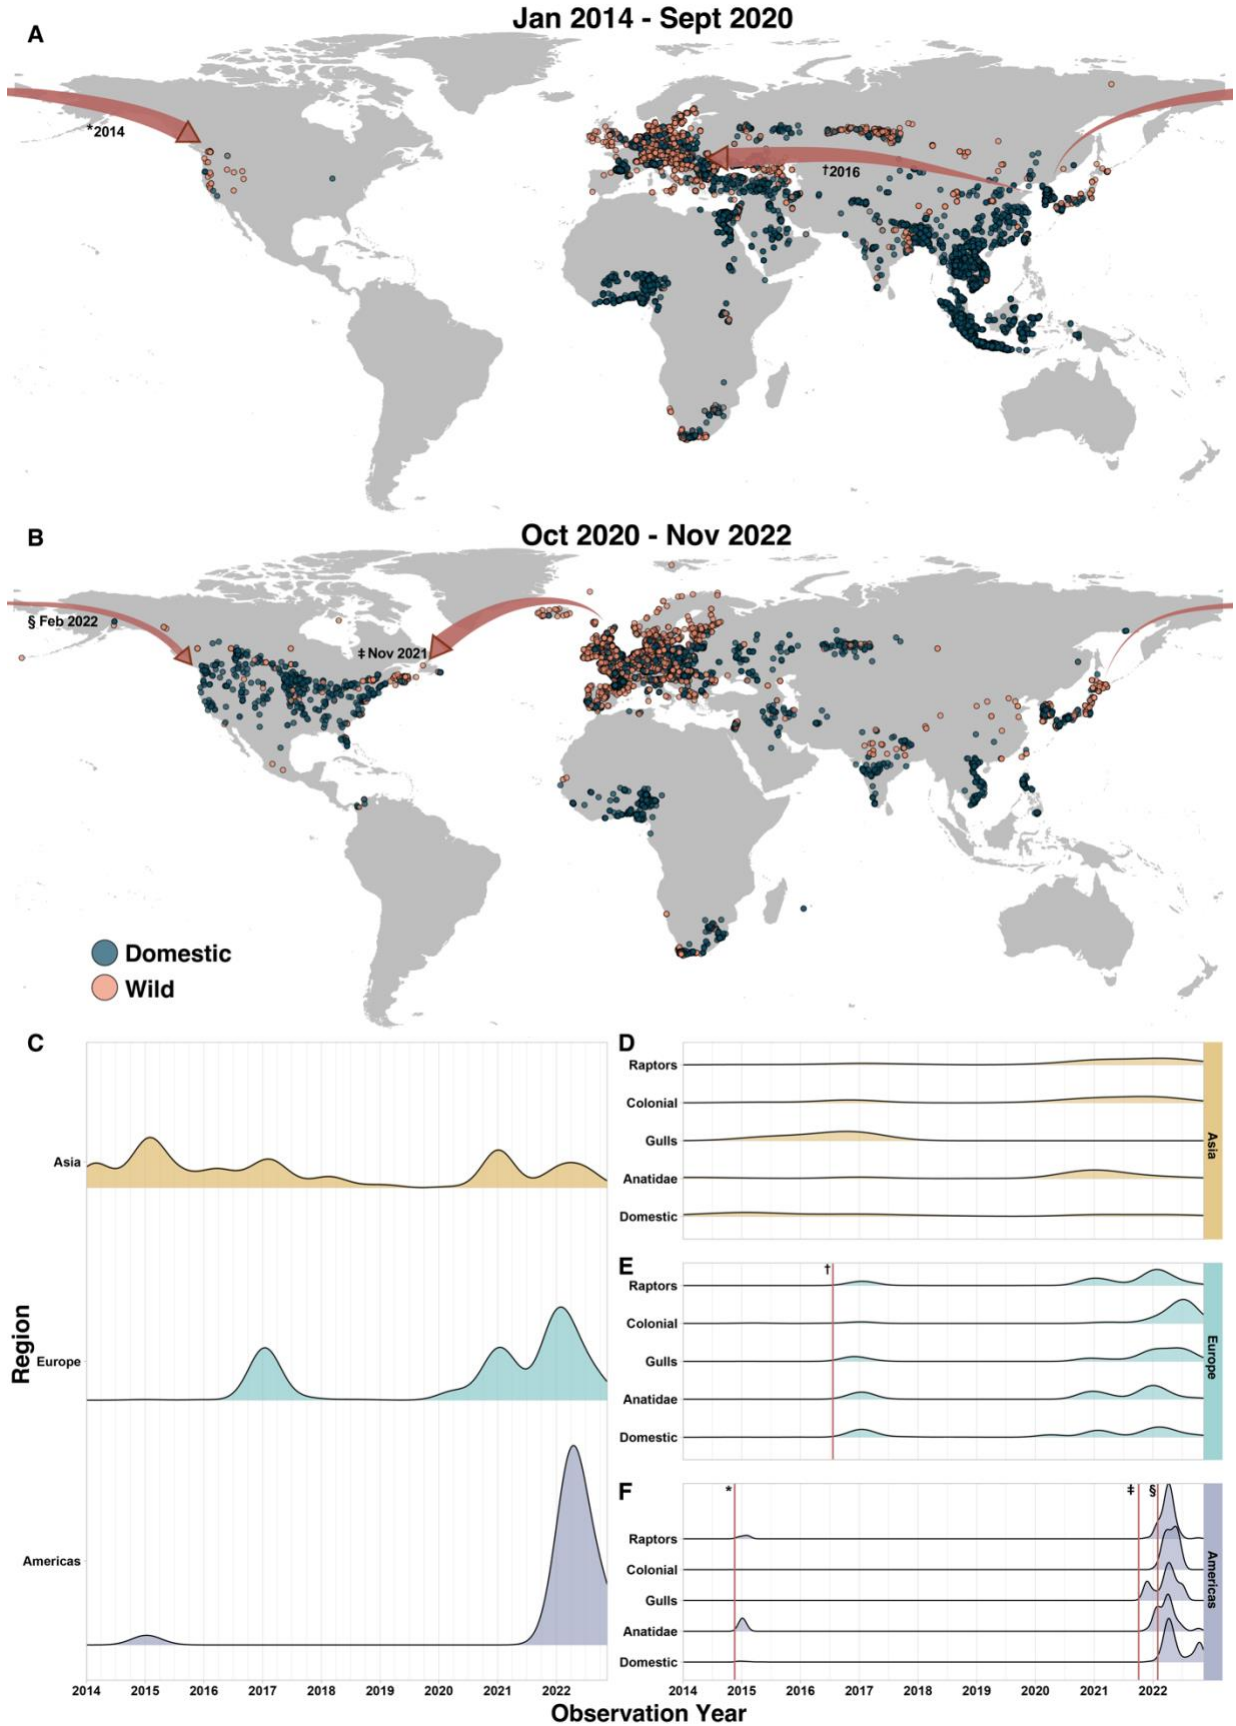 Jan 2014 - Sept 2020
A
*2014
†2016
Oct 2020 - Nov 2022
B
§ Feb 2022
‡ Nov 2021
Domestic
Wild
C
Region
Asia
Europe
Americas
2014 2015 2016 2017 2018 2019 2020 2021 2022
D
Raptors
Colonial
Gulls
Anatidae
Domestic
Asia
E
†
Raptors
Colonial
Gulls
Anatidae
Domestic
Europe
F
* ‡ §
Raptors
Colonial
Gulls
Anatidae
Domestic
Americas
2014 2015 2016 2017 2018 2019 2020 2021 2022
Observation Year